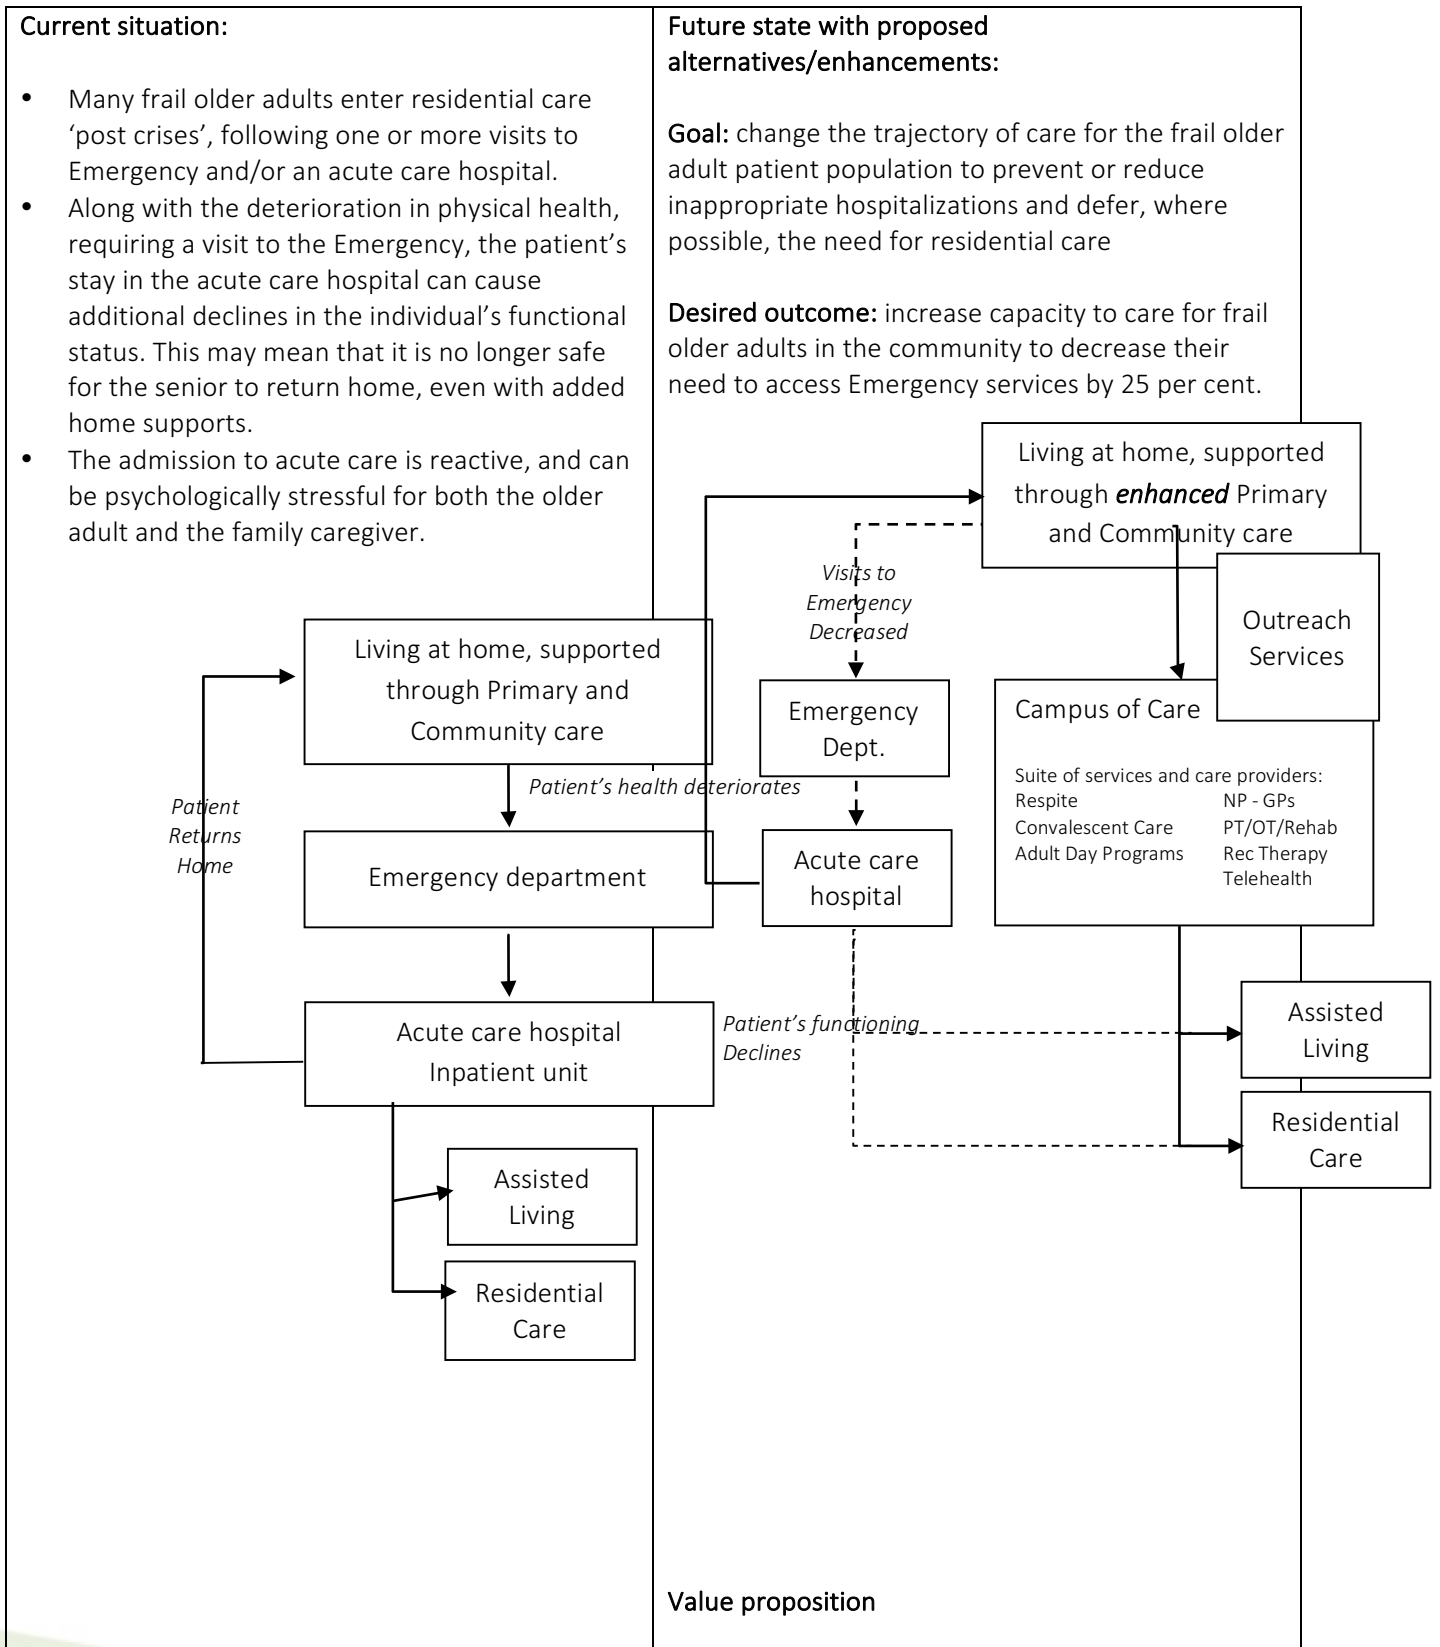 Current situation:
• Many frail older adults enter residential care
‘post crises’, following one or more visits to
Emergency and/or an acute care hospital.
• Along with the deterioration in physical health,
requiring a visit to the Emergency, the patient’s
stay in the acute care hospital can cause
additional declines in the individual’s functional
status. This may mean that it is no longer safe
for the senior to return home, even with added
home supports.
• The admission to acute care is reactive, and can
be psychologically stressful for both the older
adult and the family caregiver.
Living at home, supported
through Primary and
Community care
Patient’s health deteriorates
Patient
Returns
Home
Emergency department
Acute care hospital
Inpatient unit
Patient’s functioning
Declines
Assisted
Living
Residential
Care
Future state with proposed
alternatives/enhancements:
Goal: change the trajectory of care for the frail older
adult patient population to prevent or reduce
inappropriate hospitalizations and defer, where
possible, the need for residential care
Desired outcome: increase capacity to care for frail
older adults in the community to decrease their
need to access Emergency services by 25 per cent.
Living at home, supported
through enhanced Primary
and Community care
Visits to
Emergency
Decreased
Outreach
Services
Emergency
Dept.
Acute care
hospital
Campus of Care
Suite of services and care providers:
Respite NP - GPs
Convalescent Care PT/OT/Rehab
Adult Day Programs Rec Therapy
Telehealth
Assisted
Living
Residential
Care
Value proposition